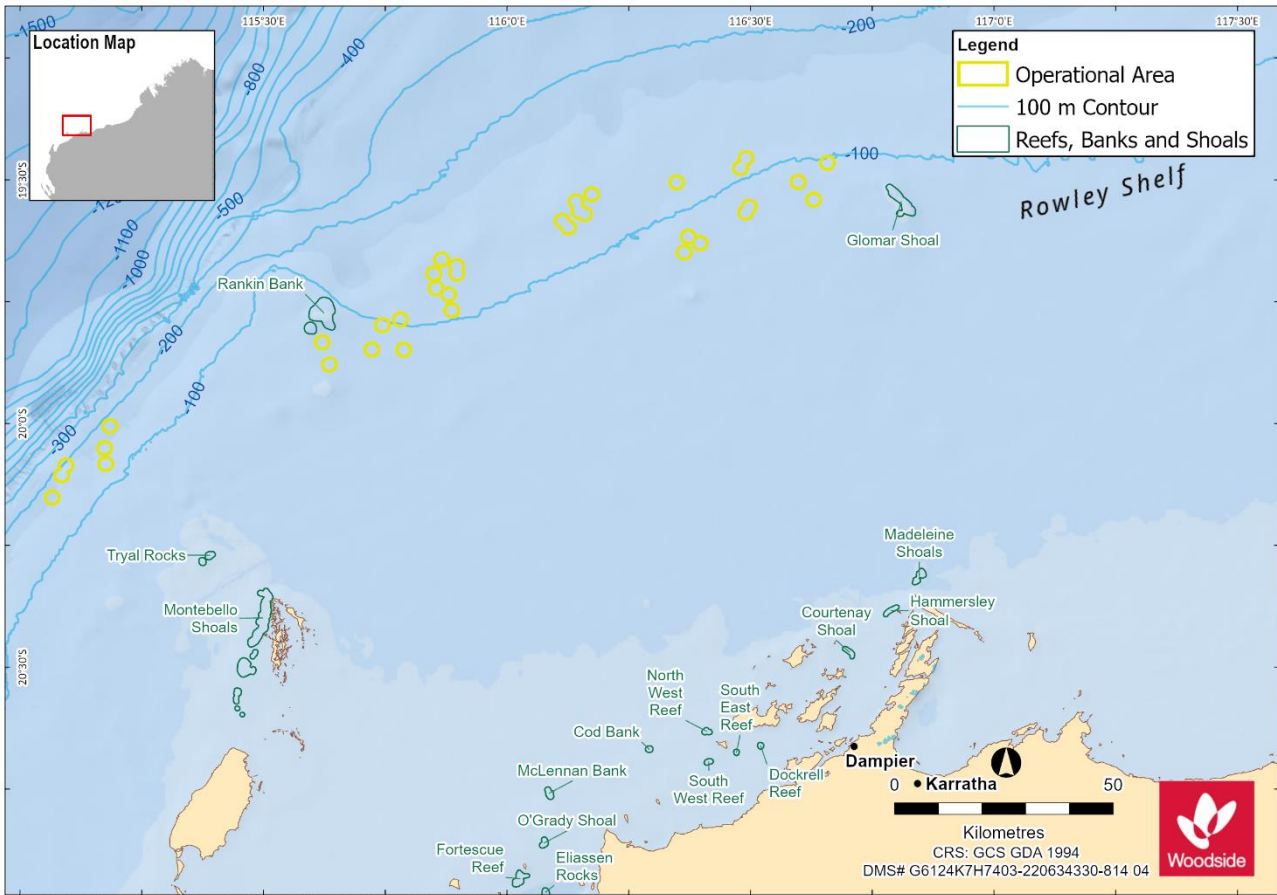 115°30'E
116°0'E
116°30'E
117°0'E
117°30'E
Location Map
-1500
-800
-400
-200
Legend
Operational Area
100 m Contour
Reefs, Banks and Shoals
19°30'S
-500
-1100
-1000
-100
Rowley Shelf
Glomar Shoal
Rankin Bank
-200
-100
20°0'S
-300
Tryal Rocks
Montebello
Shoals
Madeleine
Shoals
Hammersley
Shoal
Courtenay
Shoal
20°30'S
North
West
Reef
South
East
Reef
Cod Bank
South
West Reef
Dockrell
Reef
Dampier
McLennan Bank
Karratha
O'Grady Shoal
Fortescue
Reef
Eliassen
Rocks
0 50
Kilometres
CRS: GCS GDA 1994
DMS# G6124K7H7403-220634330-814 04
Woodside